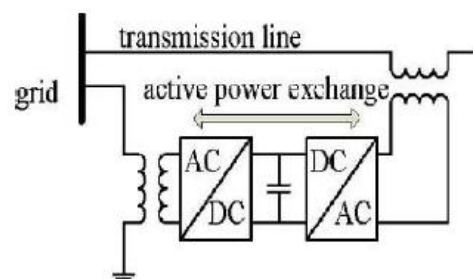 transmission line
grid
active power exchange
AC
DC
DC
AC